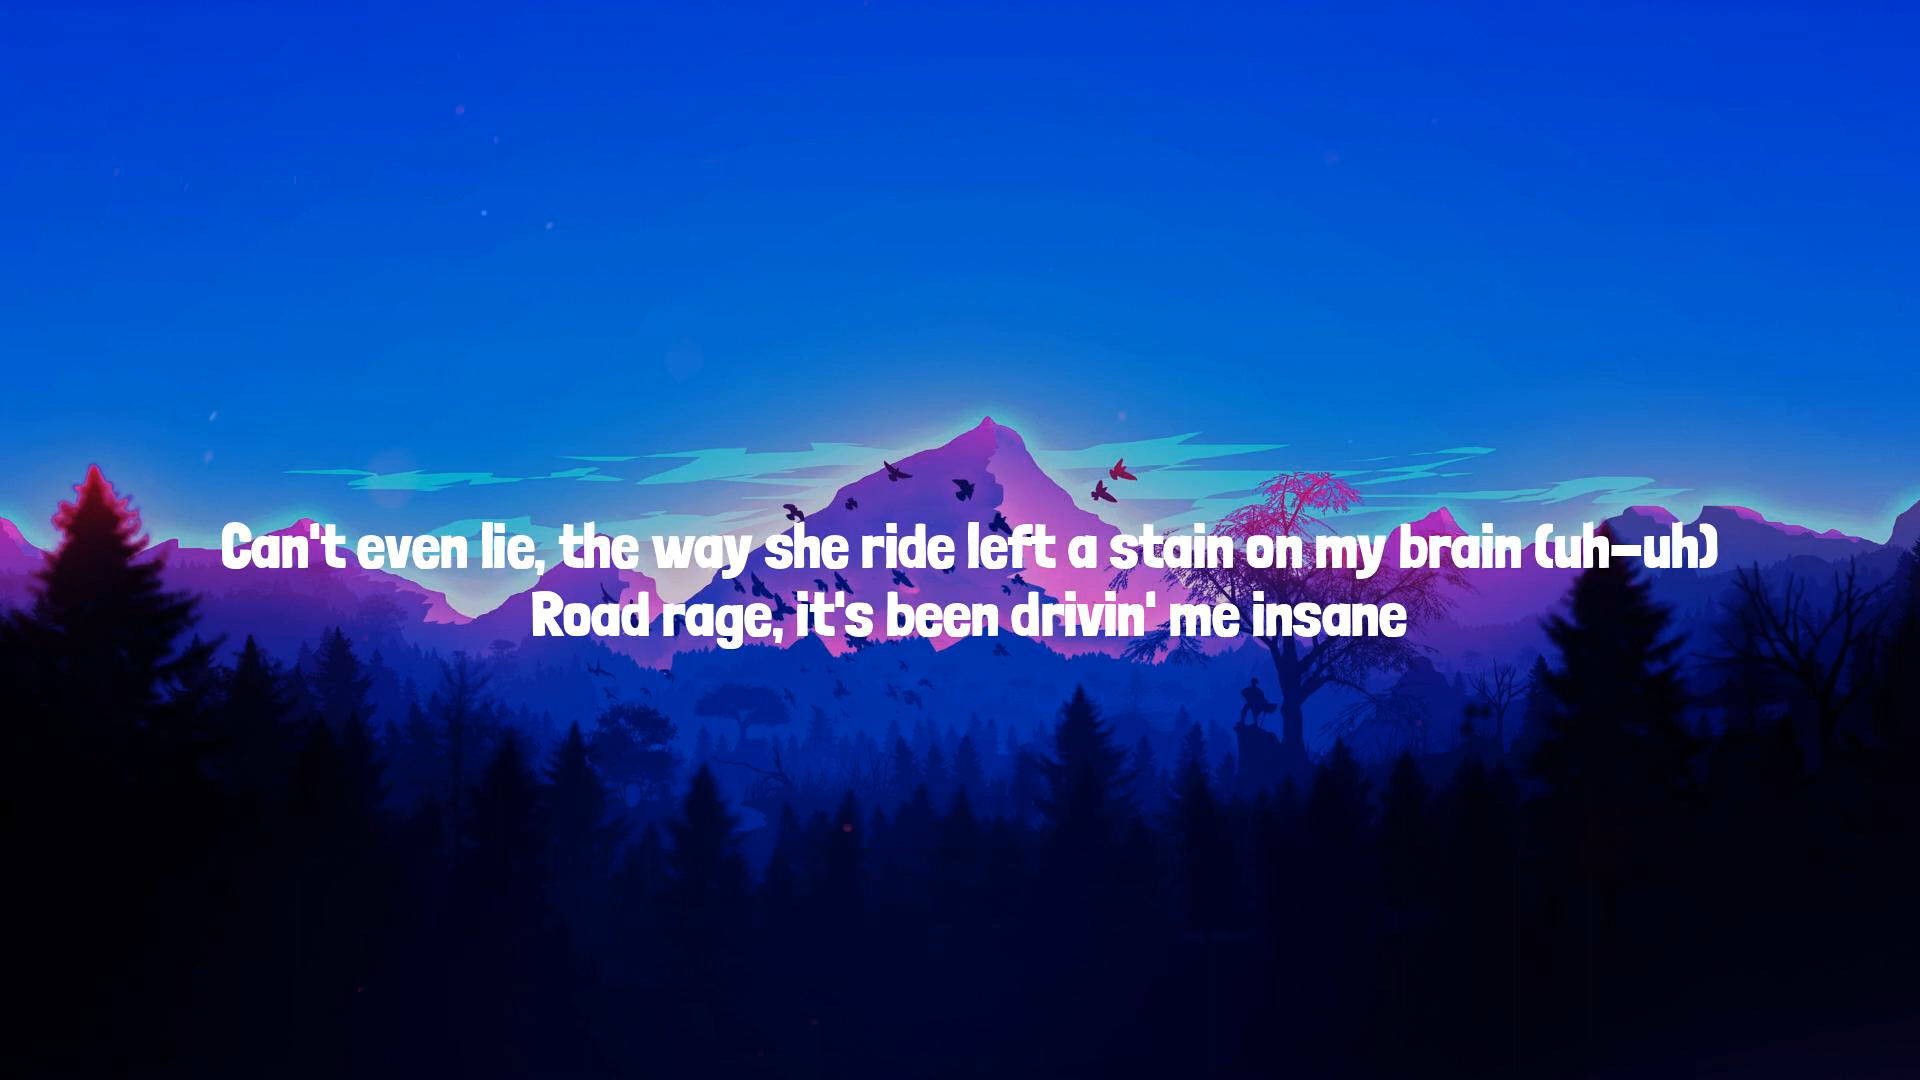 Can't even lie, the way she ride left a stain on my brain (uh-uh)
Road rage, it's been drivin' me insane